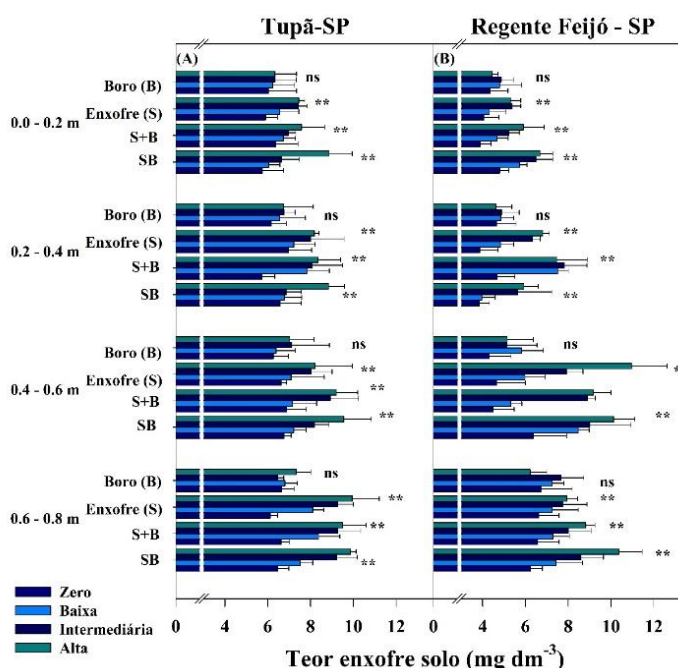 Tupã-SP Regente Feijó - SP
(A) (B)
Boro (B) ns ns
0.0 - 0.2 m
Enxofre (S) ** **
S+B ** **
SB ** **
Boro (B) ns ns
0.2 - 0.4 m
Enxofre (S) ** **
S+B ** **
SB ** **
Boro (B) ns ns
0.4 - 0.6 m
Enxofre (S) **
S+B **
SB ** **
Boro (B) ns ns
0.6 - 0.8 m
Enxofre (S) ** **
S+B ** **
SB ** **
Zero
Baixa
Intermediária
Alta
0 4 6 8 10 12 0 4 6 8 10 12
Teor enxofre solo (mg dm-3)